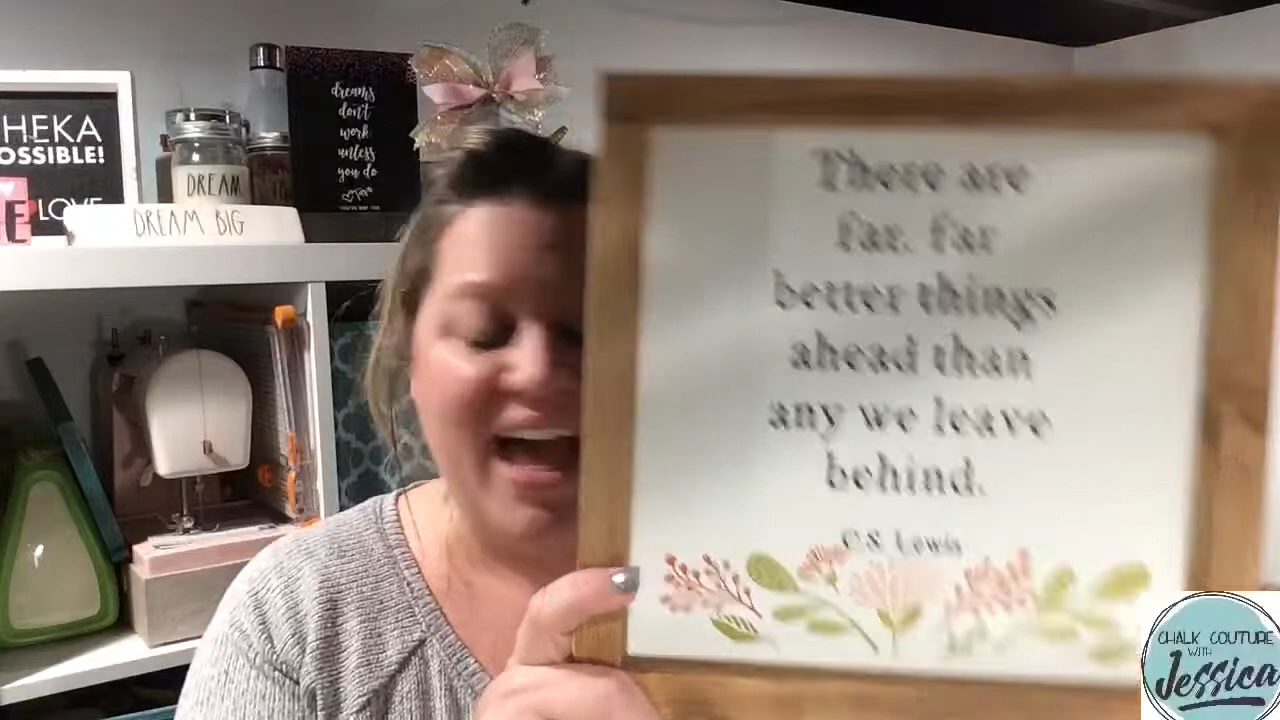 HEKA
OSSIBLE!
E
LOVE
DREAM
DREAM BIG
dreams
don't
work
unless
you do
There are
far, far
better things
ahead than
any we leave
behind.
C.S. Lewis
CHALK COUTURE
WITH
Jessica